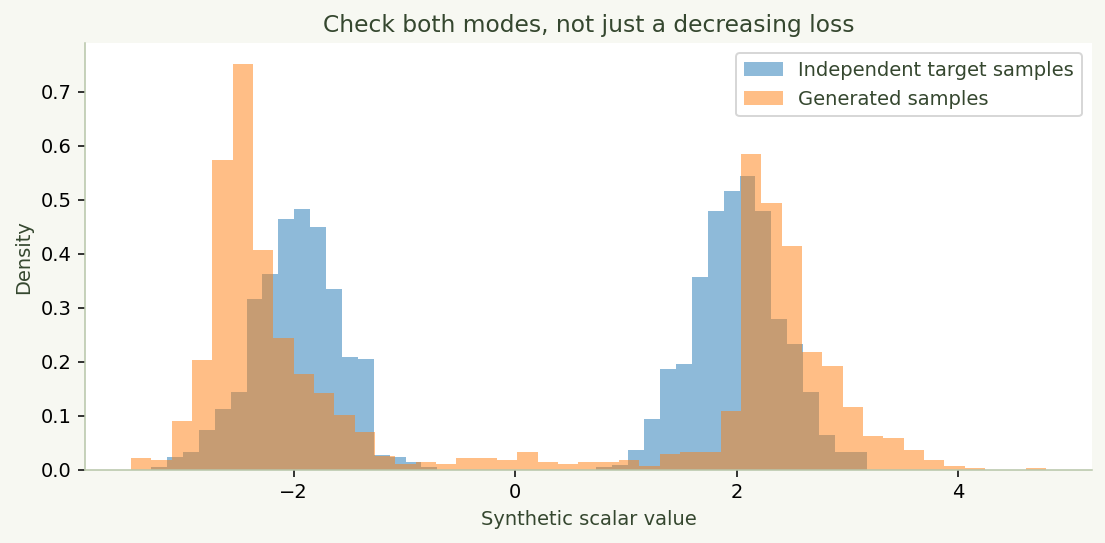 Check both modes, not just a decreasing loss
Independent target samples
Generated samples
Density
0.7
0.6
0.5
0.4
0.3
0.2
0.1
0.0
−2
0
2
4
Synthetic scalar value